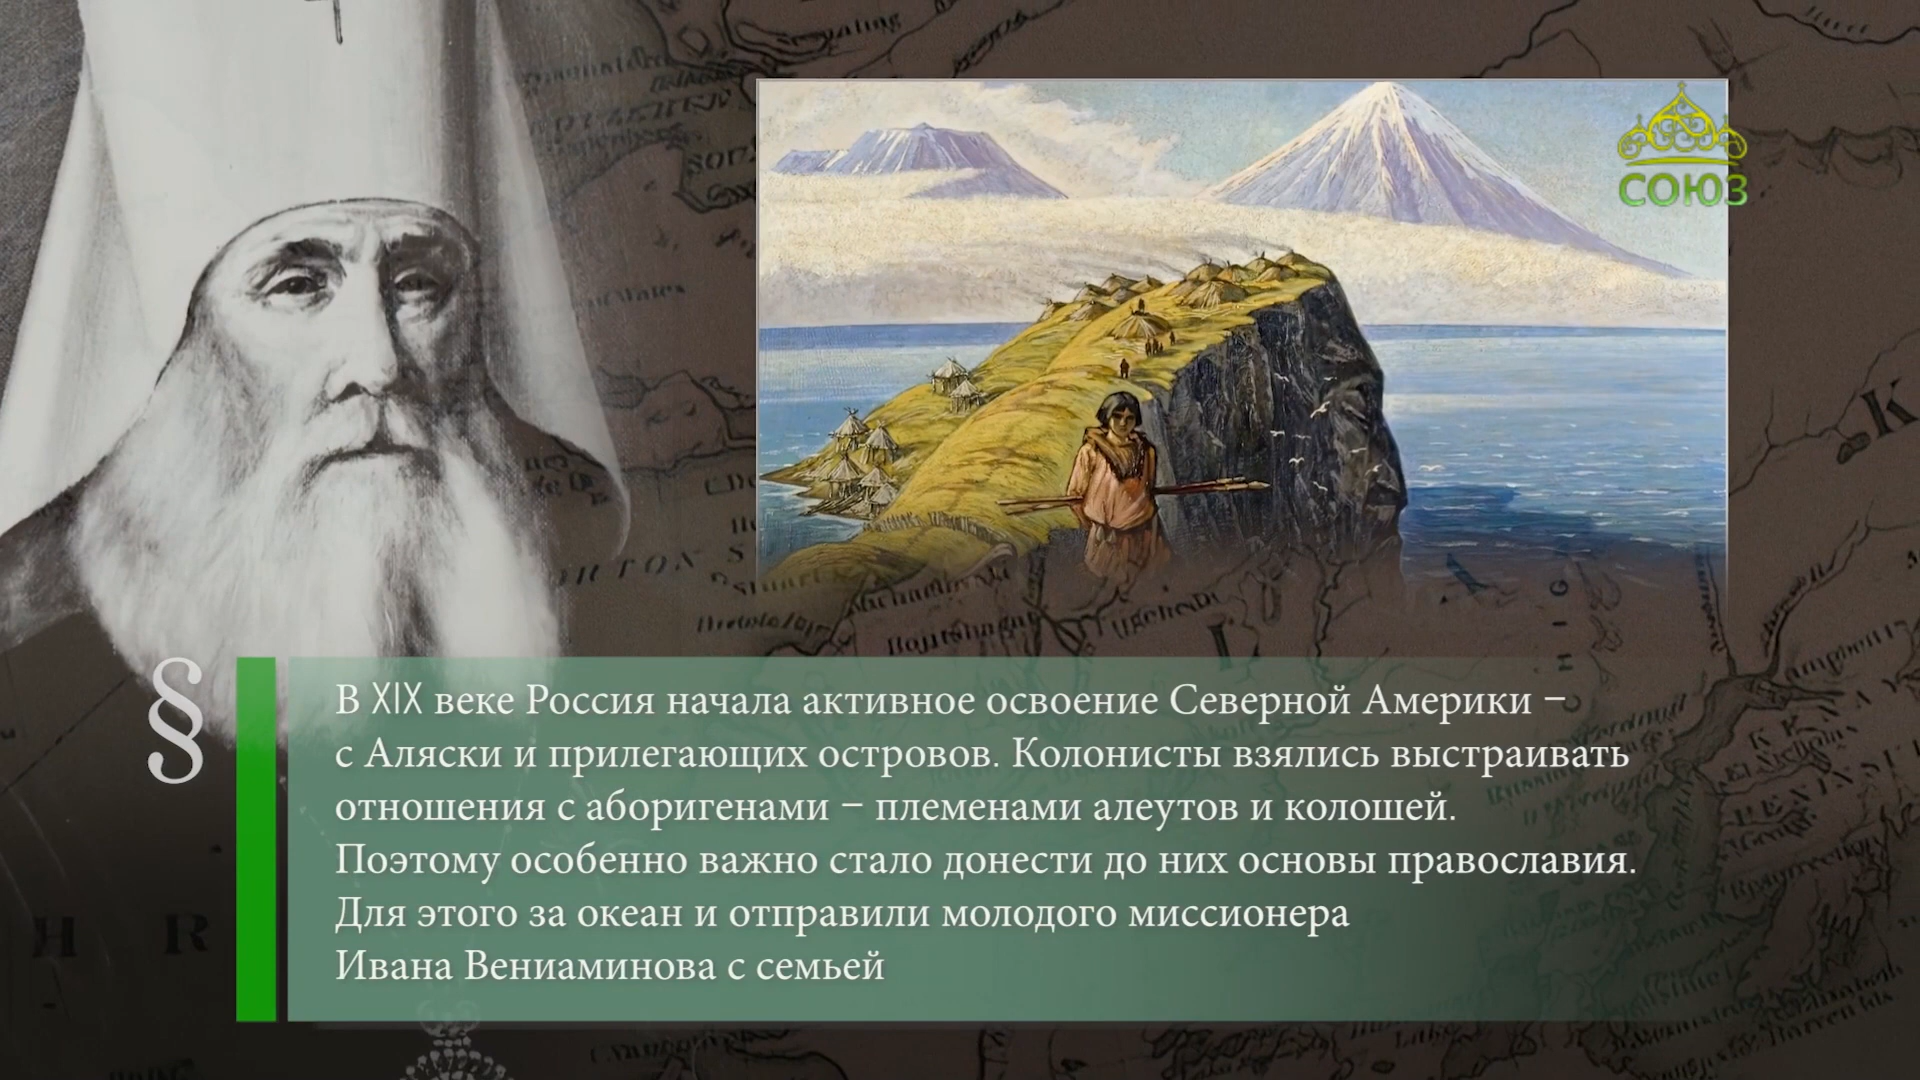 СОЮЗ
§
В XIX веке Россия начала активное освоение Северной Америки –
с Аляски и прилегающих островов. Колонисты взялись выстраивать
отношения с аборигенами – племенами алеутов и колошей.
Поэтому особенно важно стало донести до них основы православия.
Для этого за океан и отправили молодого миссионера
Ивана Вениаминова с семьей